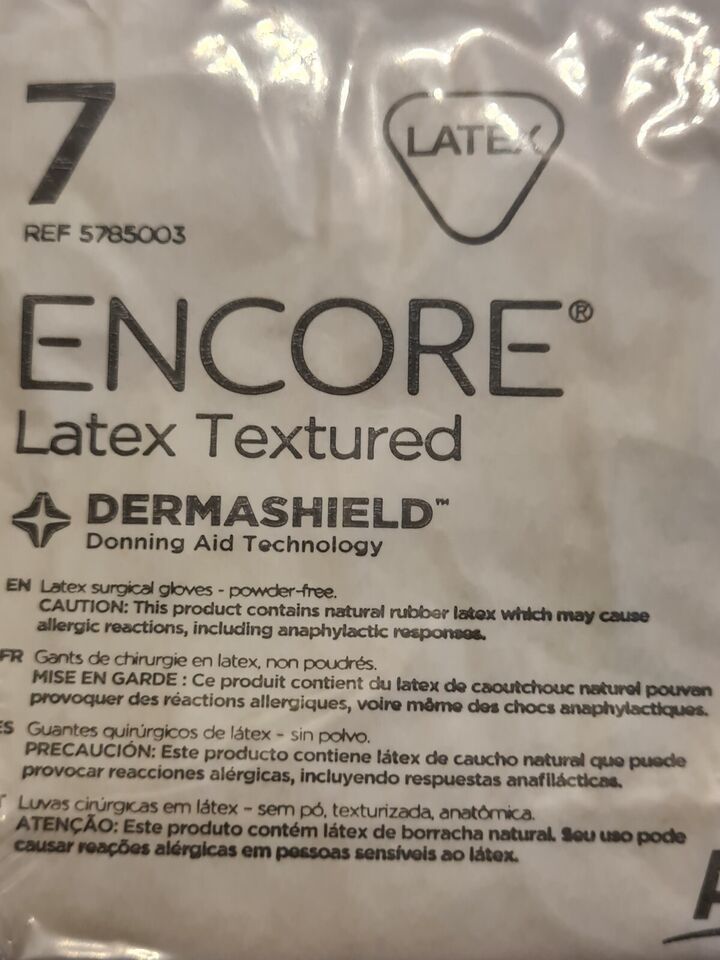 7
LATEX
REF 5785003
ENCORE®
Latex Textured
DERMASHIELD™
Donning Aid Technology
EN Latex surgical gloves - powder-free.
CAUTION: This product contains natural rubber latex which may cause
allergic reactions, including anaphylactic responses.
FR Gants de chirurgie en latex, non poudrés.
MISE EN GARDE : Ce produit contient du latex de caoutchouc naturel pouvan
provoquer des réactions allergiques, voire même des chocs anaphylactiques.
ES Guantes quirúrgicos de látex - sin polvo.
PRECAUCIÓN: Este producto contiene látex de caucho natural que puede
provocar reacciones alérgicas, incluyendo respuestas anafilácticas.
Luvas cirúrgicas em látex - sem pó, texturizada, anatômica.
ATENÇÃO: Este produto contém látex de borracha natural. Seu uso pode
causar reações alérgicas em pessoas sensíveis ao látex.